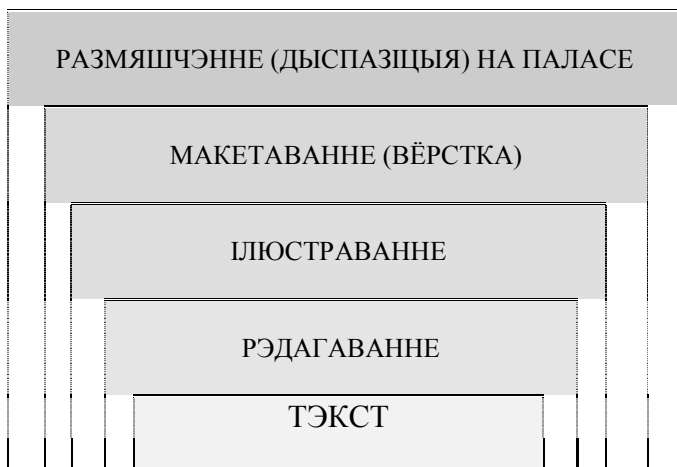 РАЗМЯШЧЭННЕ (ДЫСПАЗІЦЫЯ) НА ПАЛАСЕ
МАКЕТАВАННЕ (ВЁРСТКА)
ІЛЮСТРАВАННЕ
РЭДАГАВАННЕ
ТЭКСТ